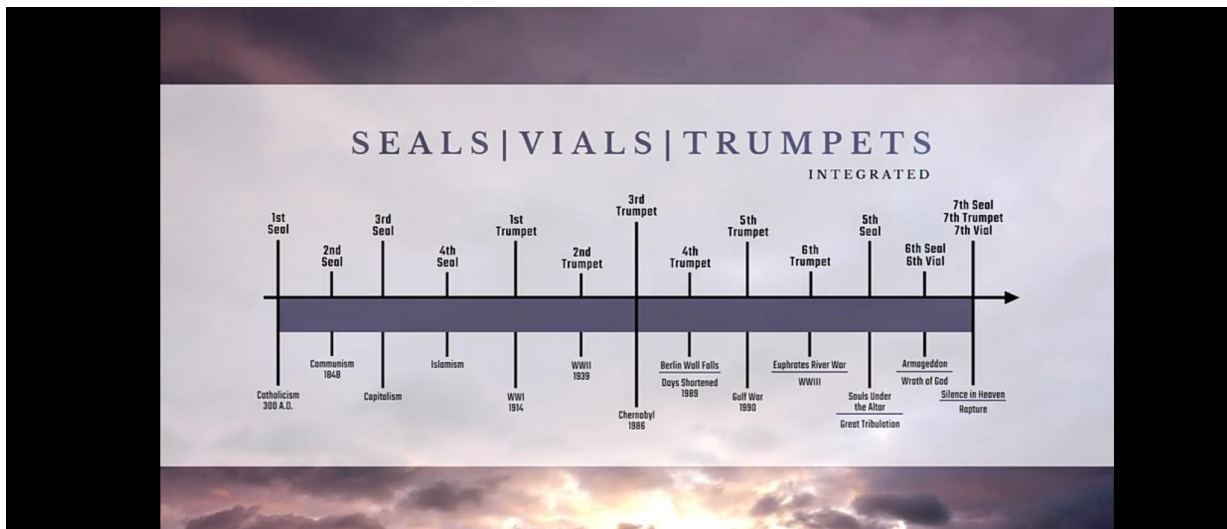 SEALS|VIALS|TRUMPETS
INTEGRATED
1st
Seal
2nd
Seal
3rd
Seal
4th
Seal
1st
Trumpet
2nd
Trumpet
3rd
Trumpet
4th
Trumpet
5th
Trumpet
6th
Trumpet
5th
Seal
6th Seal
6th Vial
7th Seal
7th Trumpet
7th Vial
Catholicism
300 A.D.
Communism
1848
Capitalism
Islamism
WWI
1914
WWII
1939
Chernobyl
1986
Berlin Wall Falls
Days Shortened
1989
Gulf War
1990
Euphrates River War
WWIII
Souls Under
the Altar
Great Tribulation
Armageddon
Wrath of God
Silence in Heaven
Rapture